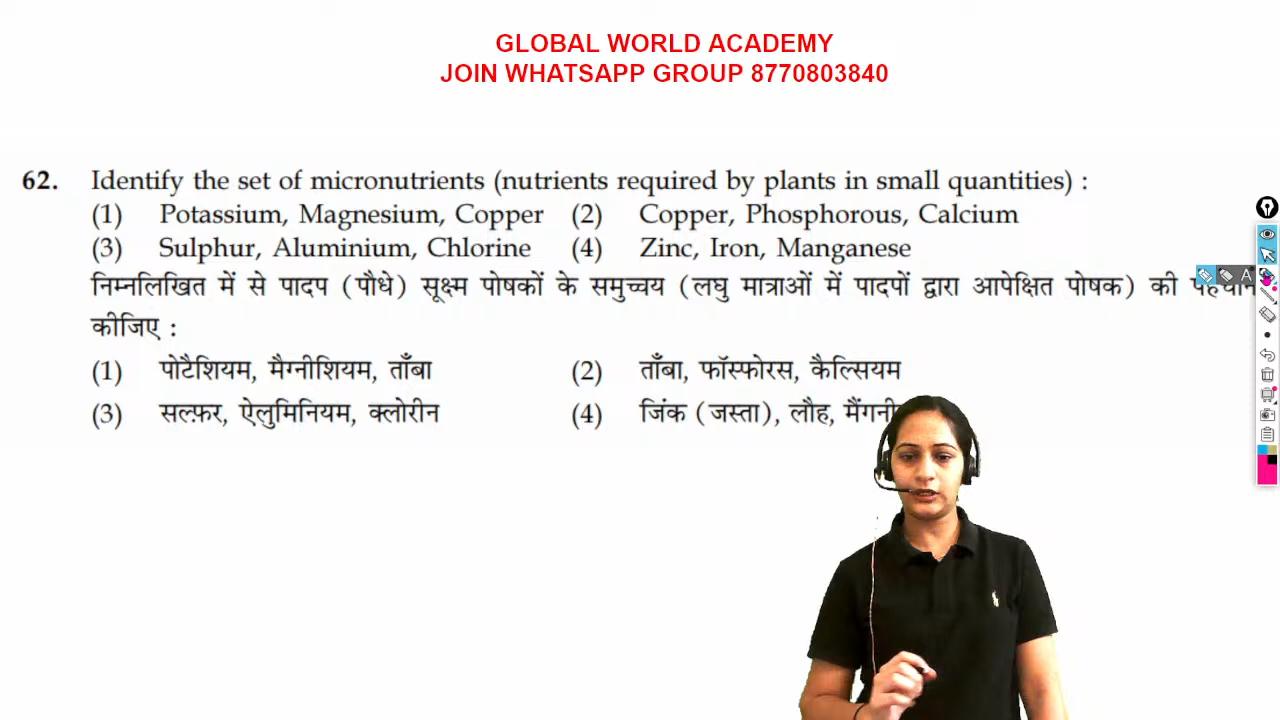 GLOBAL WORLD ACADEMY
JOIN WHATSAPP GROUP 8770803840
62. Identify the set of micronutrients (nutrients required by plants in small quantities) :
(1) Potassium, Magnesium, Copper (2) Copper, Phosphorous, Calcium
(3) Sulphur, Aluminium, Chlorine (4) Zinc, Iron, Manganese
निम्नलिखित में से पादप (पौधे) सूक्ष्म पोषकों के समुच्चय (लघु मात्राओं में पादपों द्वारा आपेक्षित पोषक) की
कीजिए :
(1) पोटैशियम, मैग्नीशियम, ताँबा (2) ताँबा, फॉस्फोरस, कैल्सियम
(3) सल्फ़र, ऐलुमिनियम, क्लोरीन (4) जिंक (जस्ता), लौह,
A